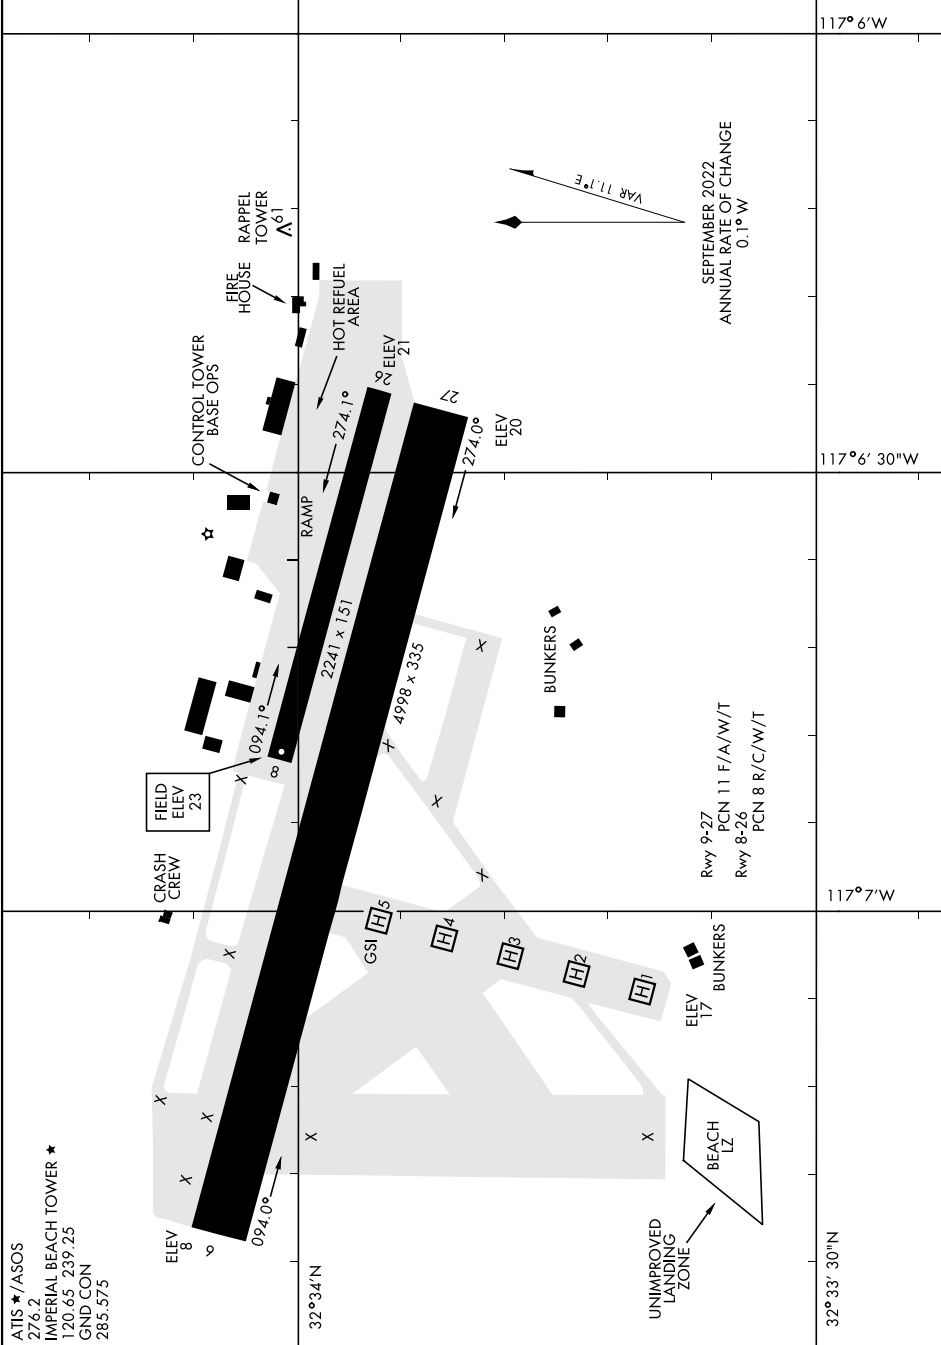 ATIS ★/ASOS
276.2
IMPERIAL BEACH TOWER ★
120.65 239.25
GND CON
285.575
CRASH
CREW
FIELD
ELEV
23
CONTROL TOWER
BASE OPS
FIRE
HOUSE
RAPPEL
TOWER
61
HOT REFUEL
AREA
RAMP
X
X
X
X
X
ELEV
8
9
094.0°
8
094.1°
2241 x 151
274.1°
26
ELEV
21
4998 x 335
274.0°
27
ELEV
20
X
X
X
X
X
X
GSI
H 5
H 4
H 3
H 2
H 1
ELEV
17
BUNKERS
BUNKERS
VAR 11.1°E
SEPTEMBER 2022
ANNUAL RATE OF CHANGE
0.1° W
Rwy 9-27
PCN 11 F/A/W/T
Rwy 8-26
PCN 8 R/C/W/T
UNIMPROVED
LANDING
ZONE
BEACH
LZ
32°34'N
32°33' 30"N
117°7'W
117°6' 30"W
117°6'W